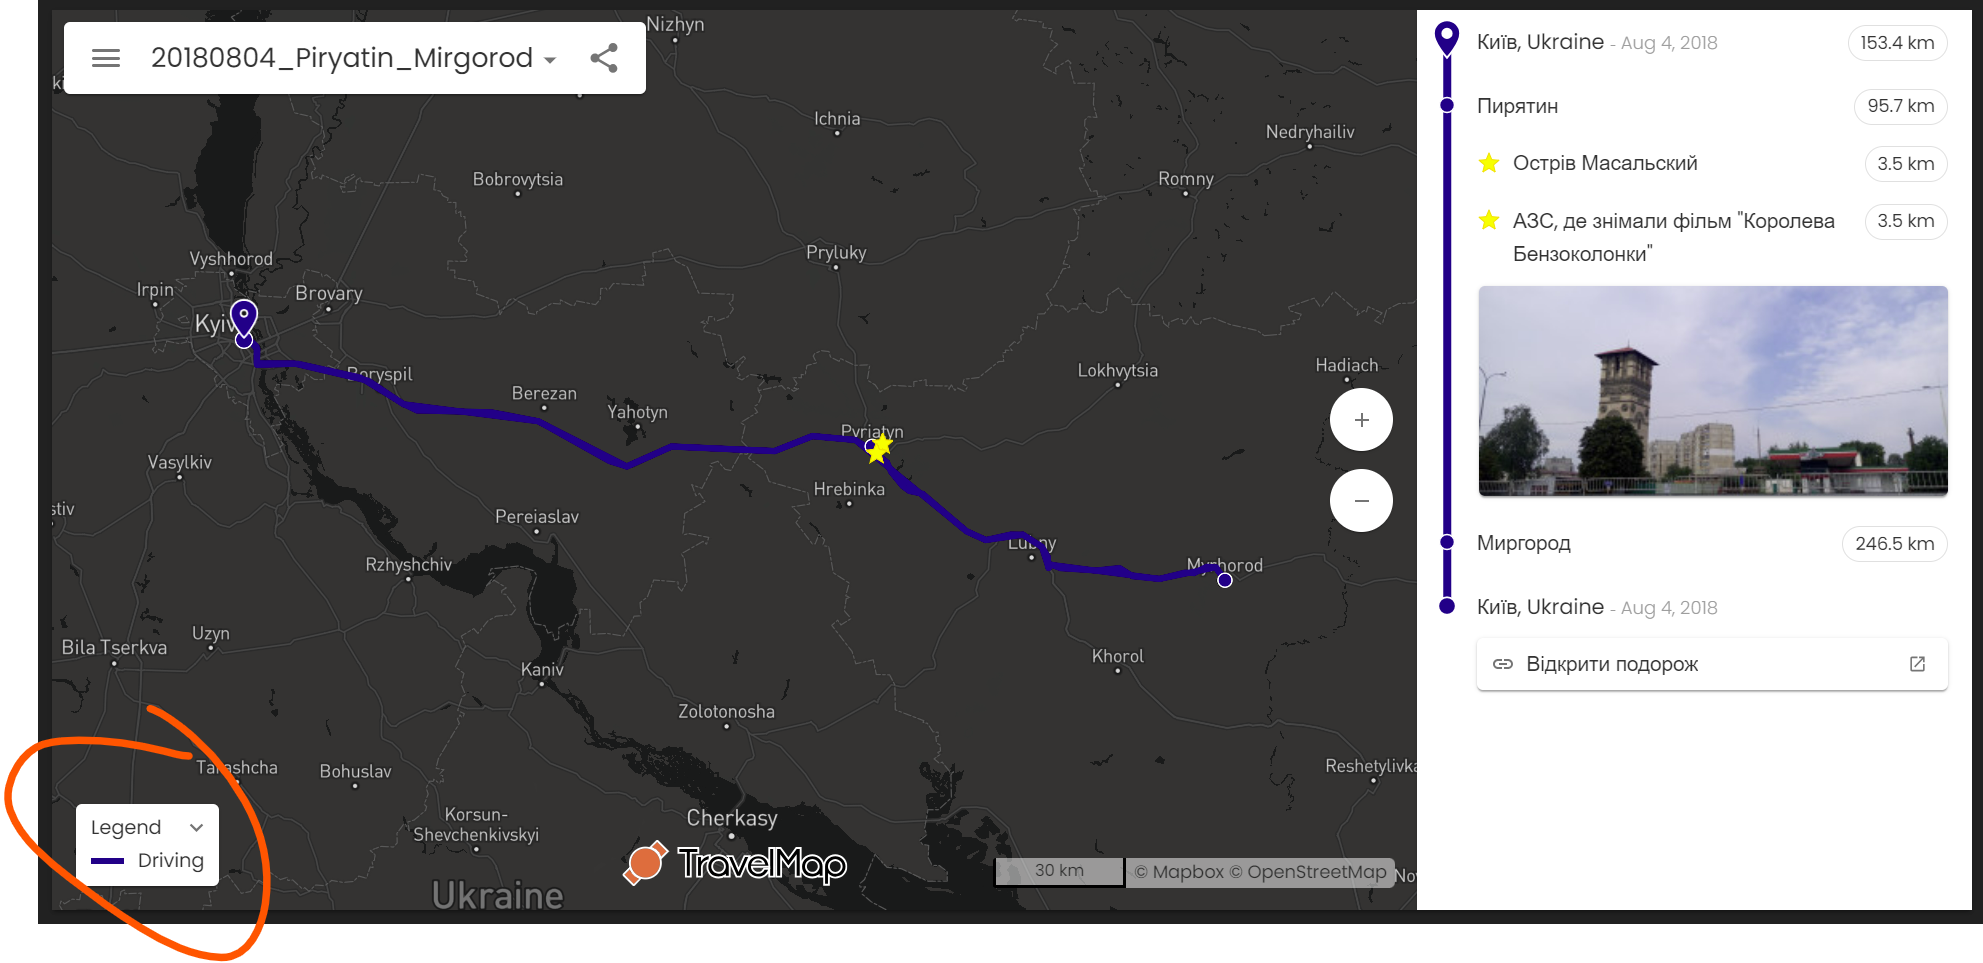 20180804_Piryatin_Mirgorod
Nizhyn
Ichnia
Nedryhailiv
Bobrovytsia
Romny
Vyshhorod
Pryluky
Irpin
Brovary
Kyiv
Boryspil
Lokhvytsia
Hadiach
Berezan
Yahotyn
Pyriatyn
Vasylkiv
Hrebinka
stiv
Pereiaslav
Lubny
Rzhyshchiv
Myrhorod
Uzyn
Bila Tserkva
Kaniv
Khorol
Zolotonosha
Tarashcha
Bohuslav
Reshetylivka
Korsun-
Shevchenkivskyi
Cherkasy
Legend
Driving
TravelMap
30 km
© Mapbox © OpenStreetMap
No
Ukraine
Київ, Ukraine - Aug 4, 2018
153.4 km
Пирятин
95.7 km
Острів Масальский
3.5 km
АЗС, де знімали фільм "Королева
Бензоколонки"
3.5 km
Миргород
246.5 km
Київ, Ukraine - Aug 4, 2018
Відкрити подорож